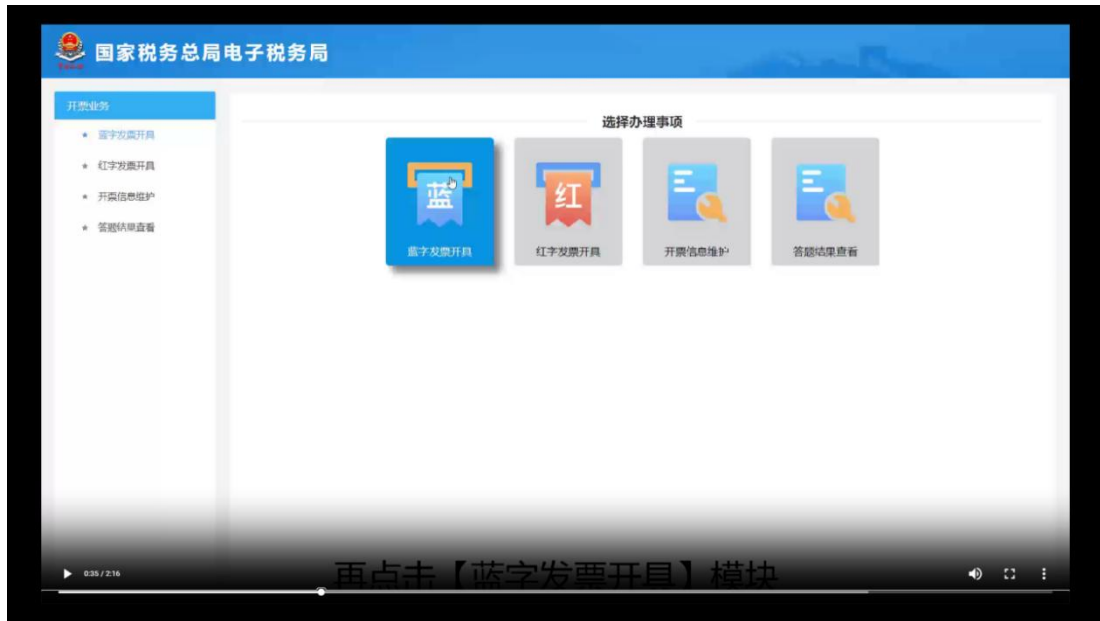 国家税务总局电子税务局
开票业务
蓝字发票开具
红字发票开具
开票信息维护
答题结果查看
选择办理事项
蓝
红
蓝字发票开具
红字发票开具
开票信息维护
答题结果查看
再点击【蓝字发票开具】模块
0:35 / 2:16